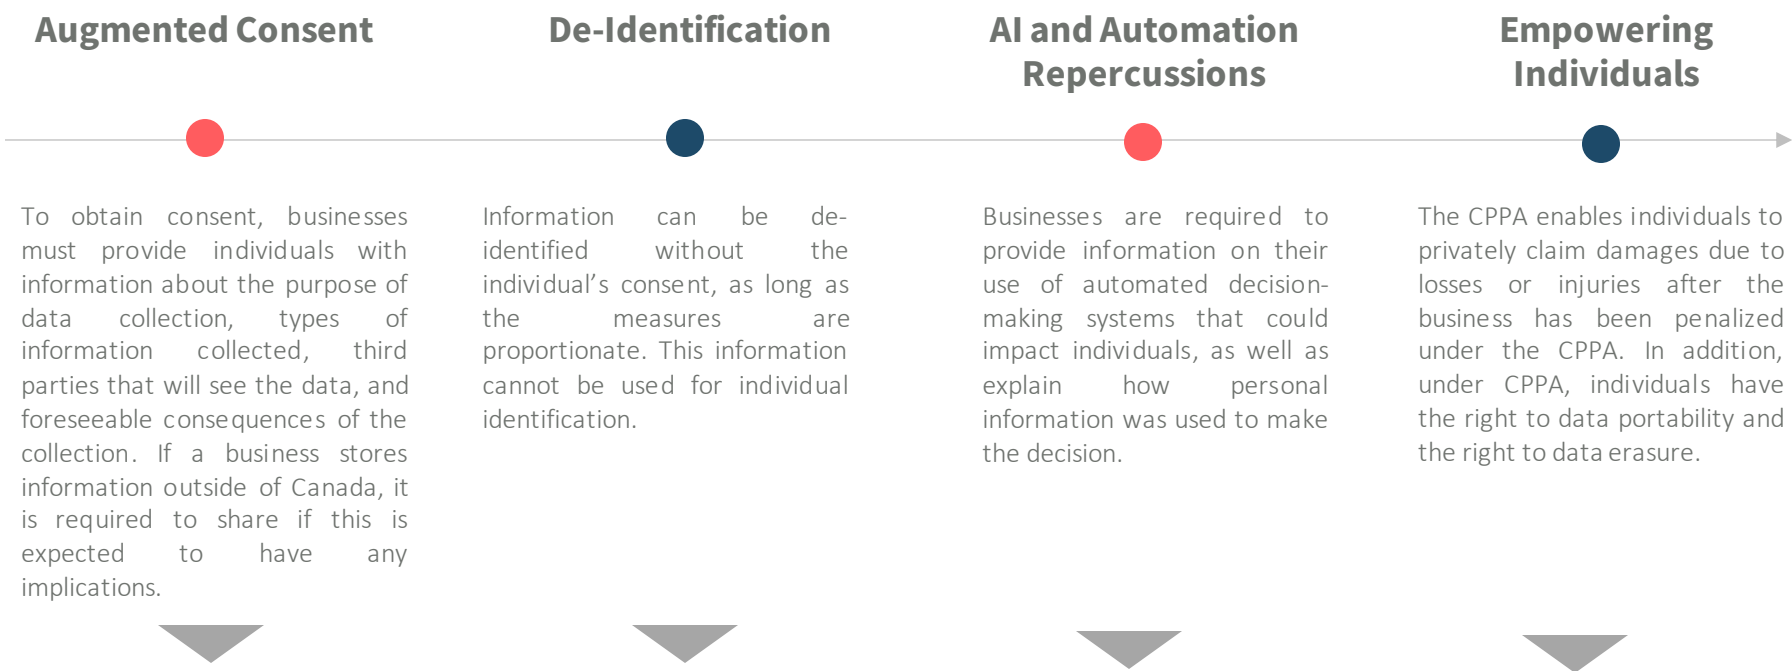 Augmented Consent
To obtain consent, businesses
must provide individuals with
information about the purpose of
data collection, types of
information collected, third
parties that will see the data, and
foreseeable consequences of the
collection. If a business stores
information outside of Canada, it
is required to share if this is
expected to have any
implications.
De-Identification
Information can be de-
identified without the
individual’s consent, as long as
the measures are
proportionate. This information
cannot be used for individual
identification.
AI and Automation
Repercussions
Businesses are required to
provide information on their
use of automated decision-
making systems that could
impact individuals, as well as
explain how personal
information was used to make
the decision.
Empowering
Individuals
The CPPA enables individuals to
privately claim damages due to
losses or injuries after the
business has been penalized
under the CPPA. In addition,
under CPPA, individuals have
the right to data portability and
the right to data erasure.